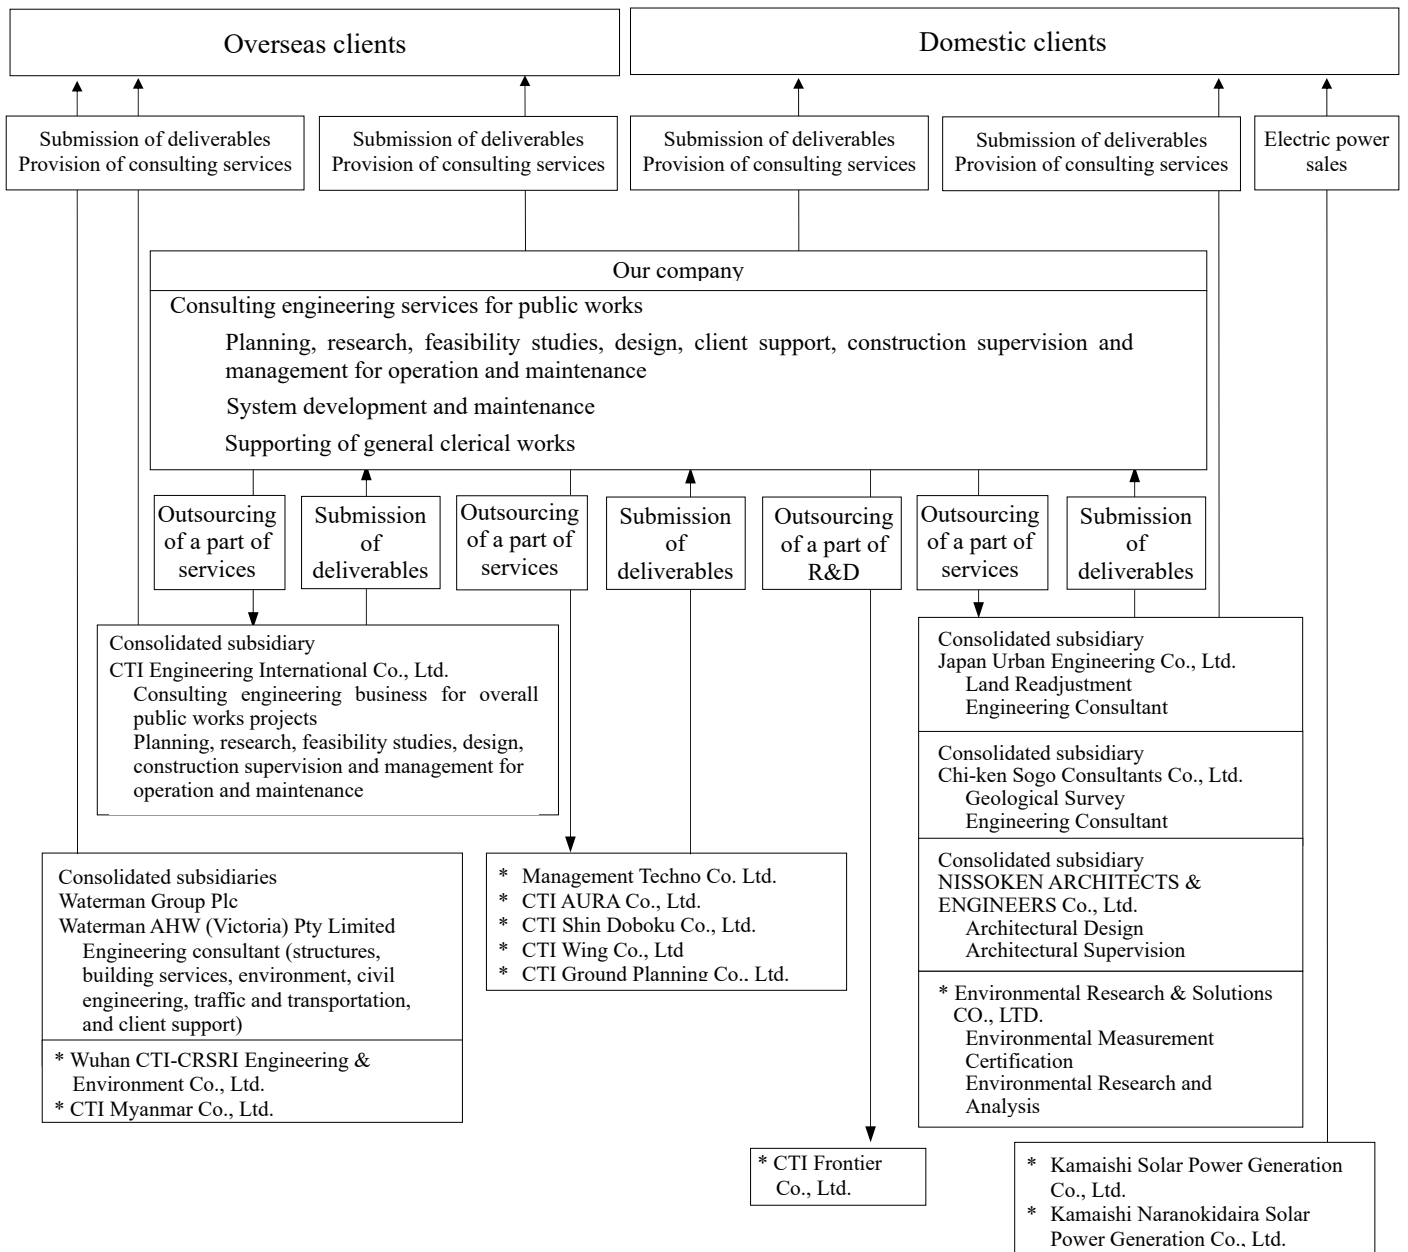 Overseas clients
Domestic clients
Submission of deliverables
Provision of consulting services
Submission of deliverables
Provision of consulting services
Submission of deliverables
Provision of consulting services
Submission of deliverables
Provision of consulting services
Electric power
sales
Our company
Consulting engineering services for public works
Planning, research, feasibility studies, design, client support, construction supervision and
management for operation and maintenance
System development and maintenance
Supporting of general clerical works
Outsourcing
of a part of
services
Submission
of
deliverables
Outsourcing
of a part of
services
Submission
of
deliverables
Outsourcing
of a part of
R&D
Outsourcing
of a part of
services
Submission
of
deliverables
Consolidated subsidiary
CTI Engineering International Co., Ltd.
Consulting engineering business for overall
public works projects
Planning, research, feasibility studies, design,
construction supervision and management for
operation and maintenance
Consolidated subsidiary
Japan Urban Engineering Co., Ltd.
Land Readjustment
Engineering Consultant
Consolidated subsidiary
Chi-ken Sogo Consultants Co., Ltd.
Geological Survey
Engineering Consultant
Consolidated subsidiary
NISSOKEN ARCHITECTS &
ENGINEERS Co., Ltd.
Architectural Design
Architectural Supervision
* Environmental Research & Solutions
CO., LTD.
Environmental Measurement
Certification
Environmental Research and
Analysis
Consolidated subsidiaries
Waterman Group Plc
Waterman AHW (Victoria) Pty Limited
Engineering consultant (structures,
building services, environment, civil
engineering, traffic and transportation,
and client support)
* Wuhan CTI-CRSRI Engineering &
Environment Co., Ltd.
* CTI Myanmar Co., Ltd.
* Management Techno Co. Ltd.
* CTI AURA Co., Ltd.
* CTI Shin Doboku Co., Ltd.
* CTI Wing Co., Ltd
* CTI Ground Planning Co., Ltd.
* CTI Frontier
Co., Ltd.
* Kamaishi Solar Power Generation
Co., Ltd.
* Kamaishi Naranokidaira Solar
Power Generation Co., Ltd.